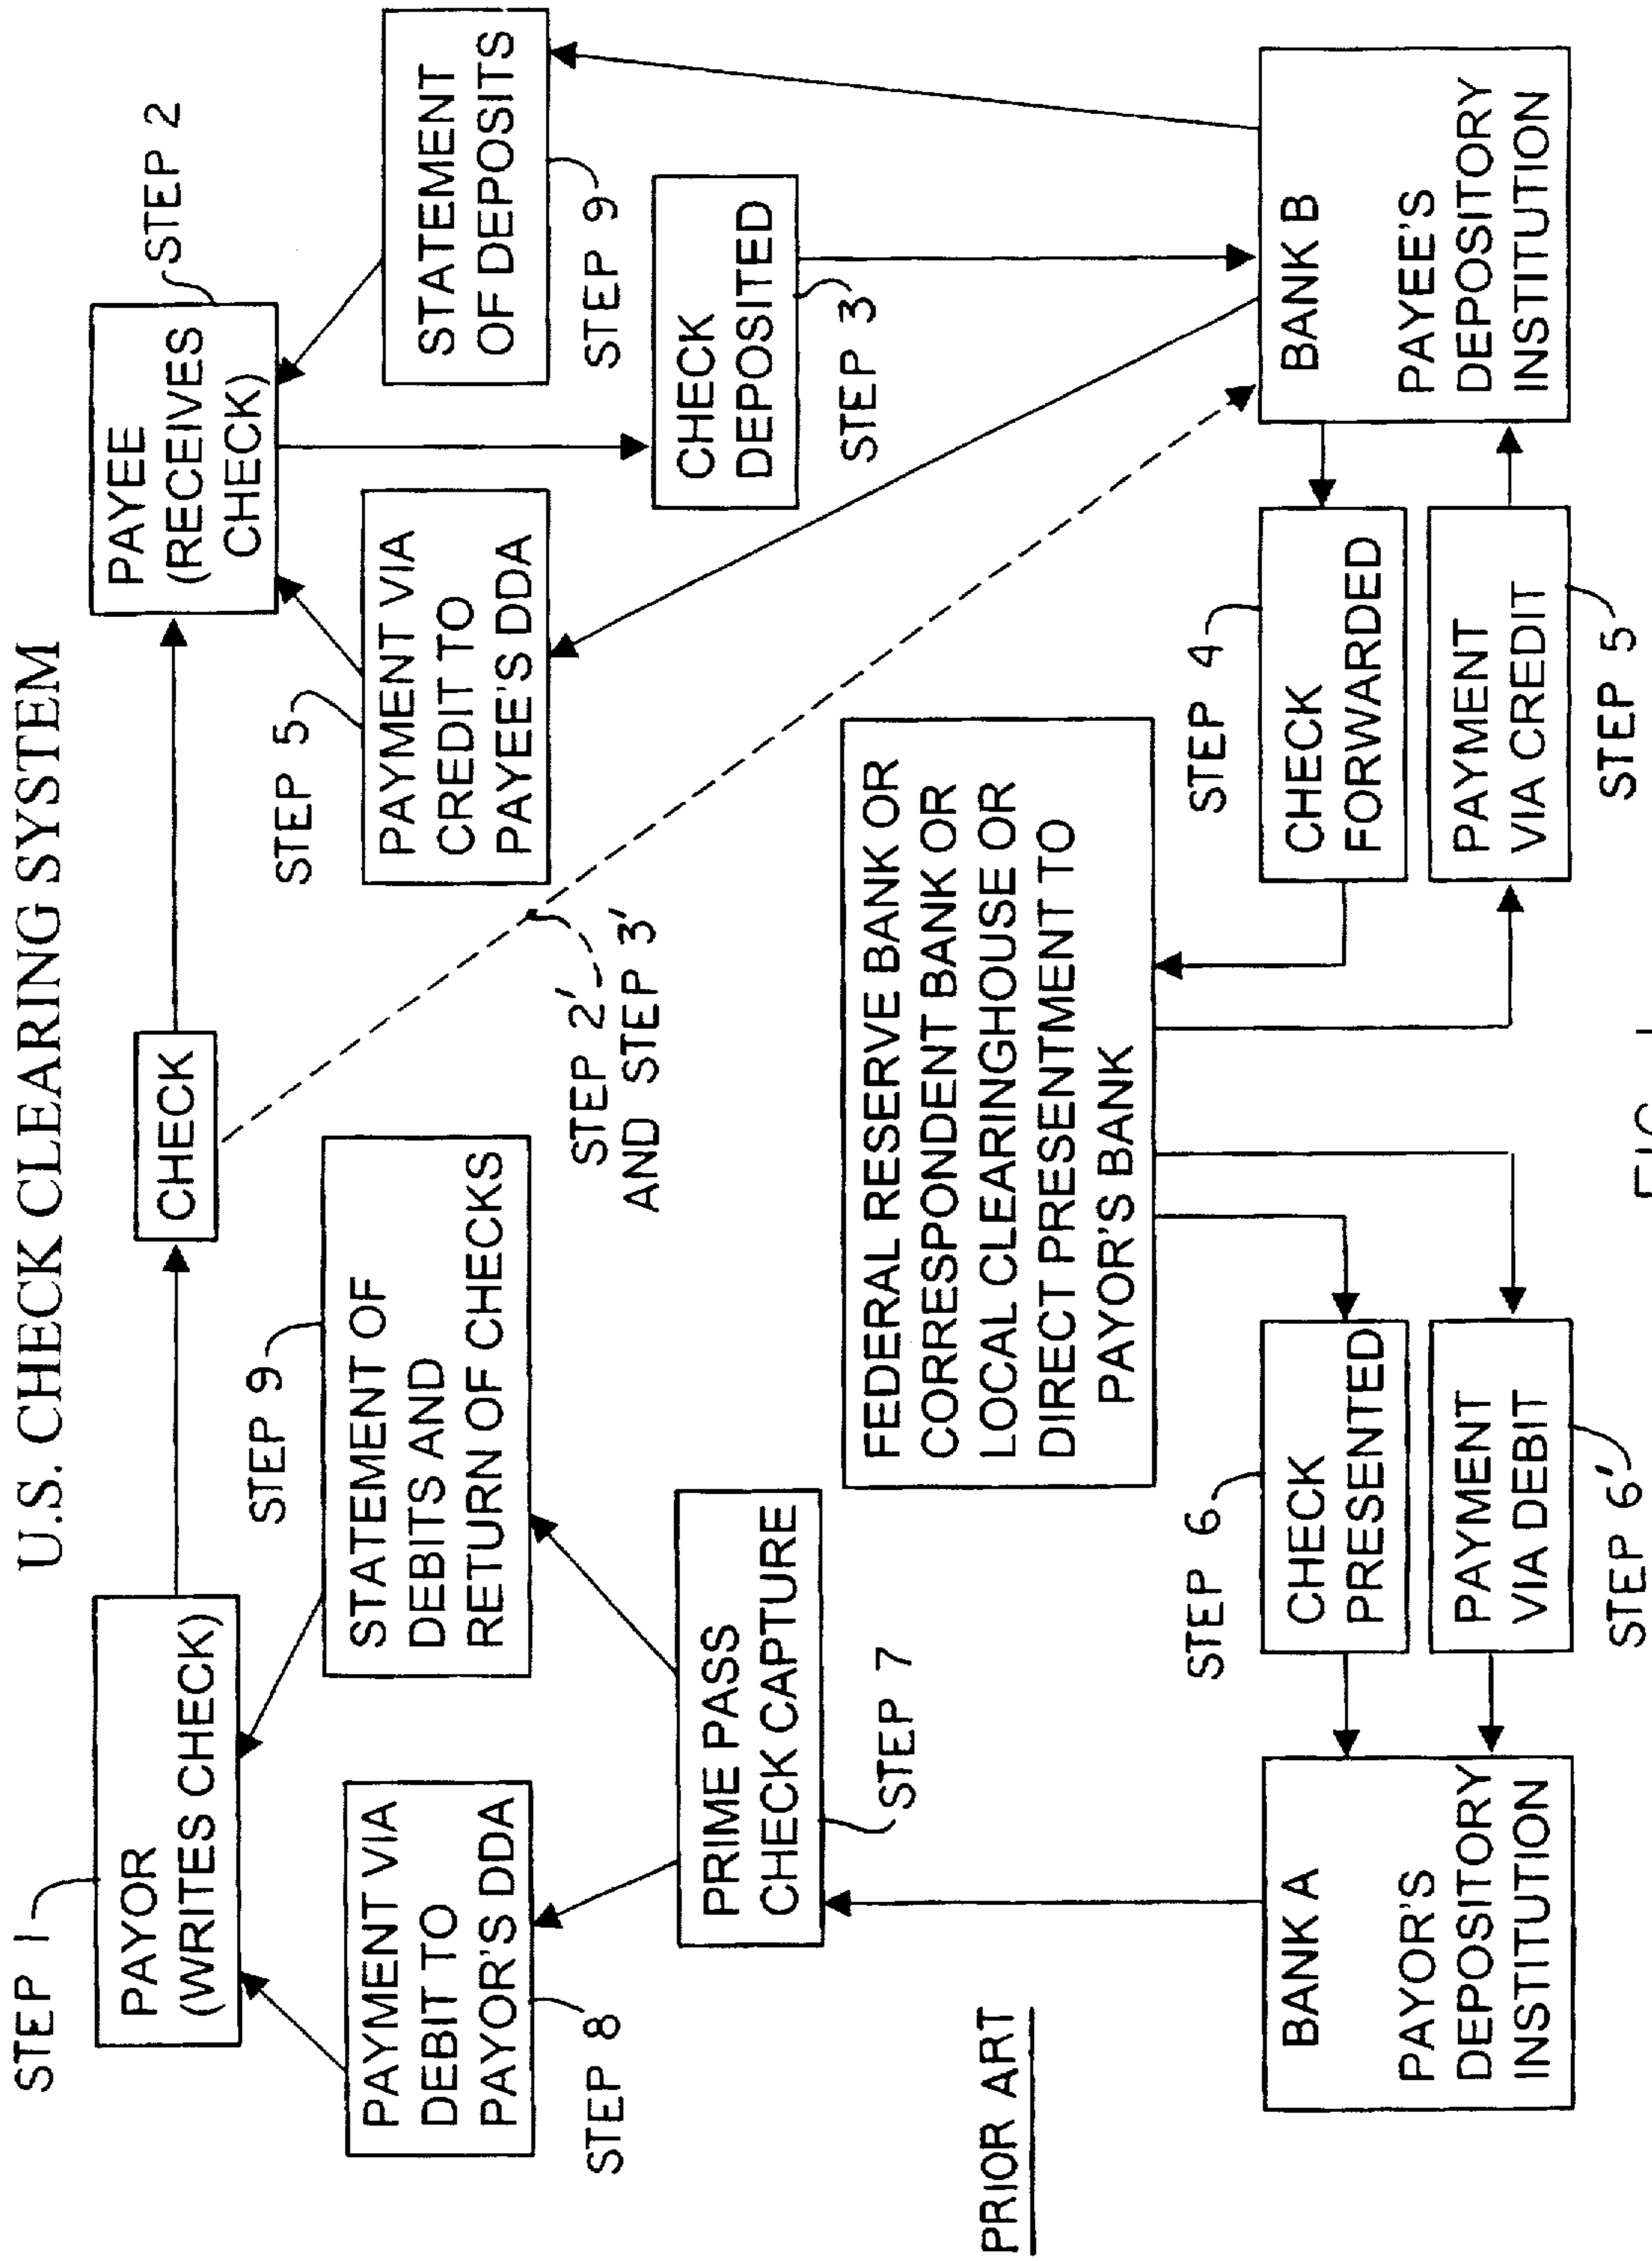 U.S. CHECK CLEARING SYSTEM
STEP 1
PAYOR
(WRITES CHECK)
CHECK
PAYEE
(RECEIVES
CHECK)
STEP 2
STEP 9
STATEMENT OF
DEBITS AND
RETURN OF CHECKS
PAYMENT VIA
DEBIT TO
PAYOR'S DDA
STEP 8
STEP 5
PAYMENT VIA
CREDIT TO
PAYEE'S DDA
STATEMENT
OF DEPOSITS
STEP 9
STEP 2'
AND STEP 3'
CHECK
DEPOSITED
STEP 3
PRIME PASS
CHECK CAPTURE
STEP 7
FEDERAL RESERVE BANK OR
CORRESPONDENT BANK OR
LOCAL CLEARINGHOUSE OR
DIRECT PRESENTMENT TO
PAYOR'S BANK
PRIOR ART
STEP 6
CHECK
PRESENTED
STEP 4
CHECK
FORWARDED
BANK A
PAYOR'S
DEPOSITORY
INSTITUTION
PAYMENT
VIA DEBIT
STEP 6'
PAYMENT
VIA CREDIT
STEP 5
BANK B
PAYEE'S
DEPOSITORY
INSTITUTION